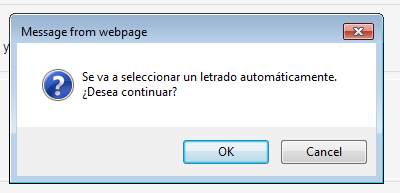 Message from webpage
y
Se va a seleccionar un letrado automáticamente.
¿Desea continuar?
OK
Cancel